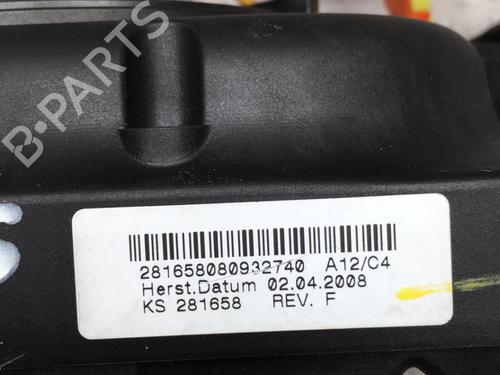 B-PARTS
281658080932740 A12/C4
Herst.Datum 02.04.2008
KS 281658 REV. F